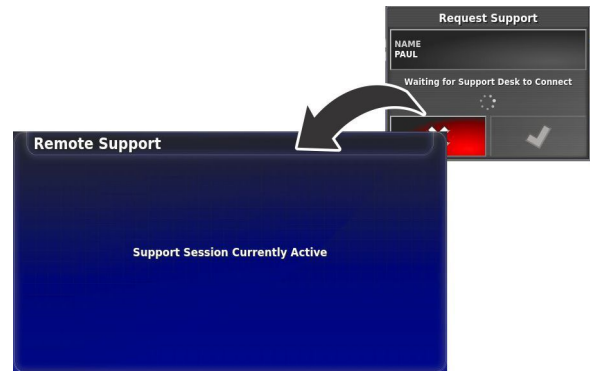 Request Support
NAME
PAUL
Waiting for Support Desk to Connect
Remote Support
Support Session Currently Active